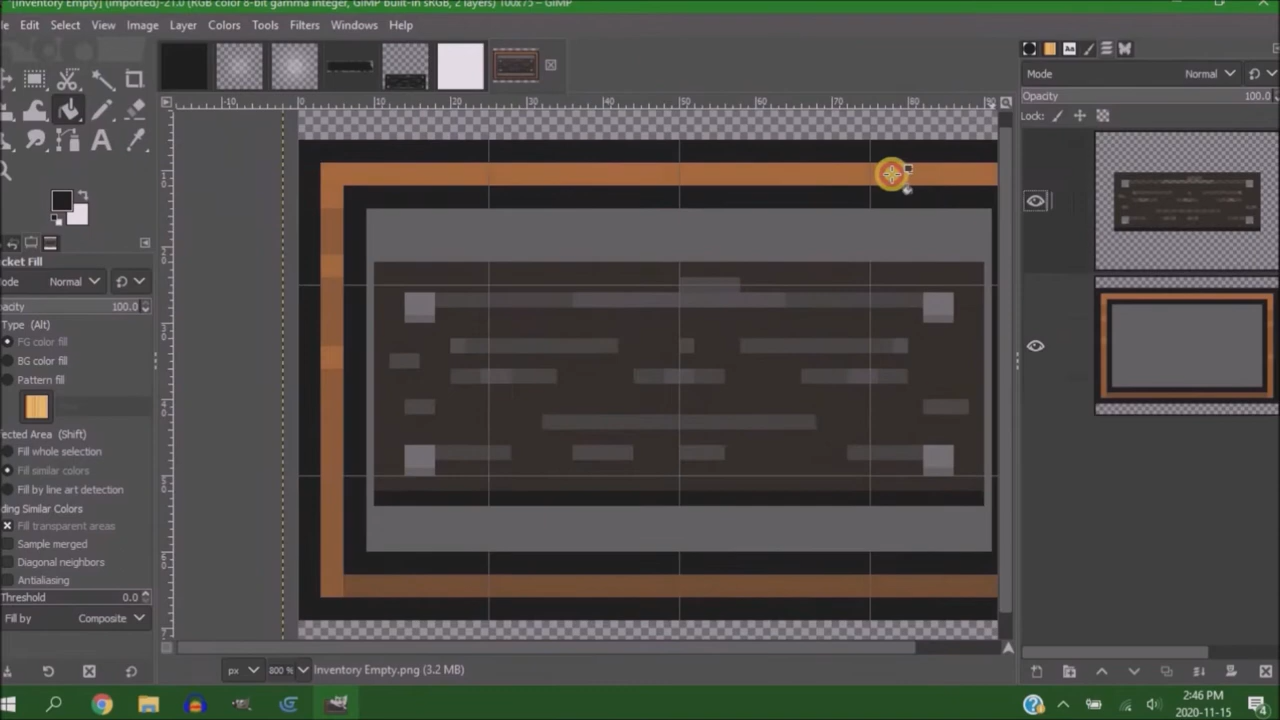 *[Inventory Empty] (imported)-21.0 (RGB color 8-bit gamma integer, GIMP built-in sRGB, 2 layers) 100x75 – GIMP
le Edit Select View Image Layer Colors Tools Filters Windows Help
-10 0 10 20 30 40 50 60 70 80 90
Mode Normal
Opacity 100.0
Lock:
cket Fill
Mode Normal
pacity 100.0
Type (Alt)
FG color fill
BG color fill
Pattern fill
fected Area (Shift)
Fill whole selection
Fill similar colors
Fill by line art detection
ding Similar Colors
Fill transparent areas
Sample merged
Diagonal neighbors
Antialiasing
Threshold 0.0
Fill by Composite
px 800 % Inventory Empty.png (3.2 MB)
2:46 PM
2020-11-15
4